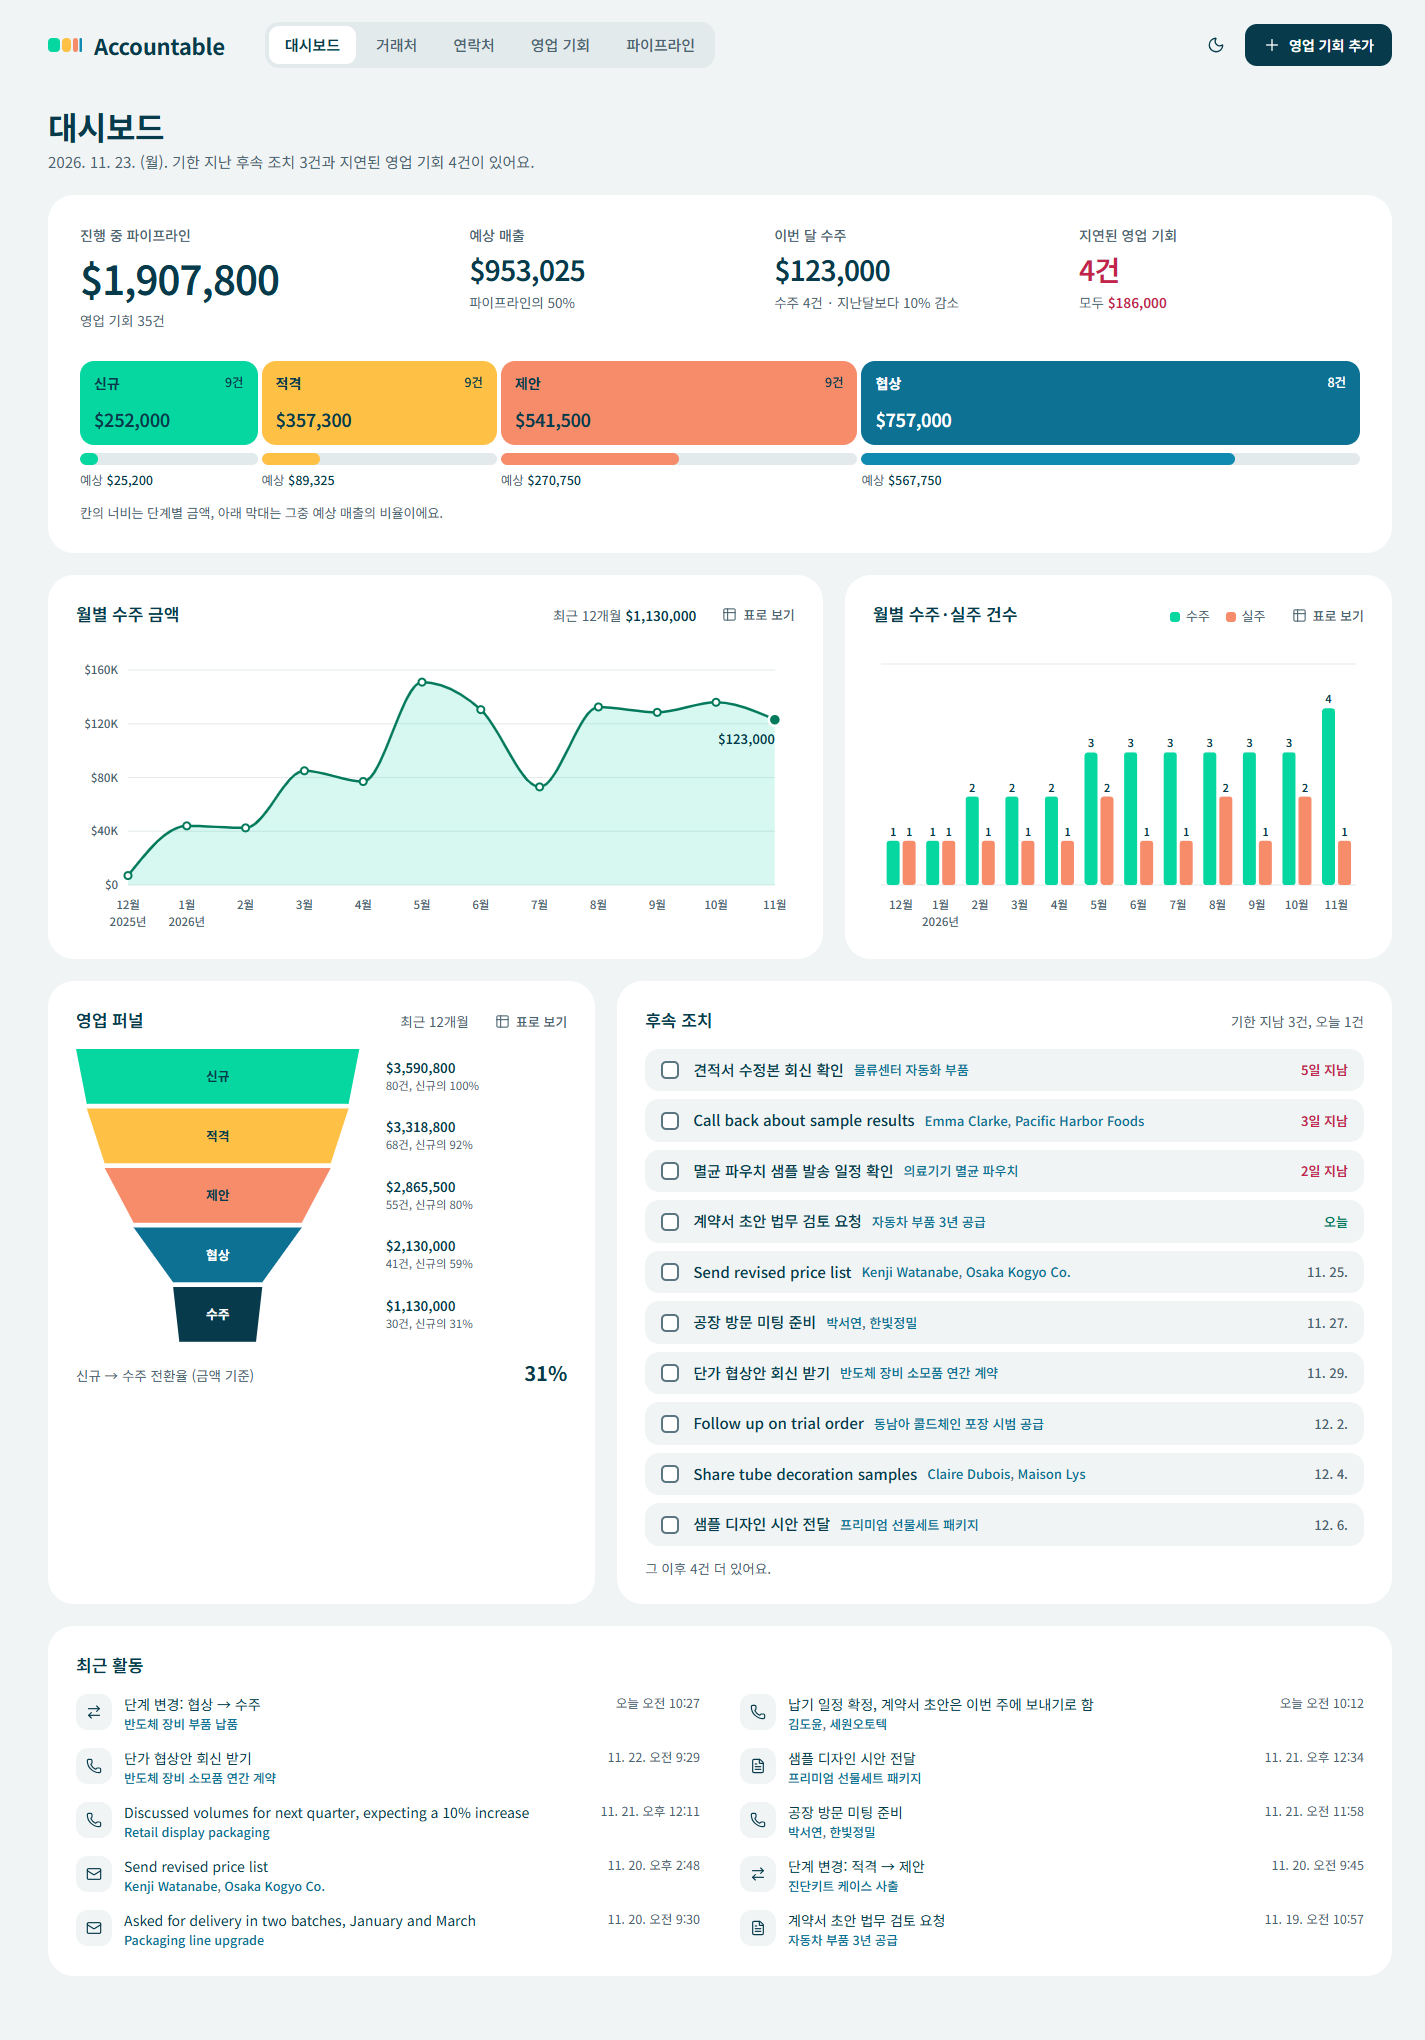 Accountable
대시보드
거래처
연락처
영업 기회
파이프라인
영업 기회 추가
대시보드
2026. 11. 23. (월). 기한 지난 후속 조치 3건과 지연된 영업 기회 4건이 있어요.
진행 중 파이프라인
$1,907,800
영업 기회 35건
예상 매출
$953,025
파이프라인의 50%
이번 달 수주
$123,000
수주 4건 · 지난달보다 10% 감소
지연된 영업 기회
4건
모두 $186,000
신규 9건
$252,000
예상 $25,200
적격 9건
$357,300
예상 $89,325
제안 9건
$541,500
예상 $270,750
협상 8건
$757,000
예상 $567,750
칸의 너비는 단계별 금액, 아래 막대는 그중 예상 매출의 비율이에요.
월별 수주 금액
최근 12개월 $1,130,000
표로 보기
$160K
$120K
$80K
$40K
$0
$123,000
12월 1월 2월 3월 4월 5월 6월 7월 8월 9월 10월 11월
2025년 2026년
월별 수주·실주 건수
수주 실주
표로 보기
1 1 1 1 2 1 2 1 2 1 3 2 3 1 3 1 3 2 3 1 3 2 4 1
12월 1월 2월 3월 4월 5월 6월 7월 8월 9월 10월 11월
2026년
영업 퍼널
최근 12개월
표로 보기
신규
$3,590,800
80건, 신규의 100%
적격
$3,318,800
68건, 신규의 92%
제안
$2,865,500
55건, 신규의 80%
협상
$2,130,000
41건, 신규의 59%
수주
$1,130,000
30건, 신규의 31%
신규 → 수주 전환율 (금액 기준) 31%
후속 조치
기한 지남 3건, 오늘 1건
견적서 수정본 회신 확인 물류센터 자동화 부품 5일 지남
Call back about sample results Emma Clarke, Pacific Harbor Foods 3일 지남
멸균 파우치 샘플 발송 일정 확인 의료기기 멸균 파우치 2일 지남
계약서 초안 법무 검토 요청 자동차 부품 3년 공급 오늘
Send revised price list Kenji Watanabe, Osaka Kogyo Co. 11. 25.
공장 방문 미팅 준비 박서연, 한빛정밀 11. 27.
단가 협상안 회신 받기 반도체 장비 소모품 연간 계약 11. 29.
Follow up on trial order 동남아 콜드체인 포장 시범 공급 12. 2.
Share tube decoration samples Claire Dubois, Maison Lys 12. 4.
샘플 디자인 시안 전달 프리미엄 선물세트 패키지 12. 6.
그 이후 4건 더 있어요.
최근 활동
단계 변경: 협상 → 수주 오늘 오전 10:27
반도체 장비 부품 납품
납기 일정 확정, 계약서 초안은 이번 주에 보내기로 함 오늘 오전 10:12
김도윤, 세원오토텍
단가 협상안 회신 받기 11. 22. 오전 9:29
반도체 장비 소모품 연간 계약
샘플 디자인 시안 전달 11. 21. 오후 12:34
프리미엄 선물세트 패키지
Discussed volumes for next quarter, expecting a 10% increase 11. 21. 오후 12:11
Retail display packaging
공장 방문 미팅 준비 11. 21. 오전 11:58
박서연, 한빛정밀
Send revised price list 11. 20. 오후 2:48
Kenji Watanabe, Osaka Kogyo Co.
단계 변경: 적격 → 제안 11. 20. 오전 9:45
진단키트 케이스 사출
Asked for delivery in two batches, January and March 11. 20. 오전 9:30
Packaging line upgrade
계약서 초안 법무 검토 요청 11. 19. 오전 10:57
자동차 부품 3년 공급